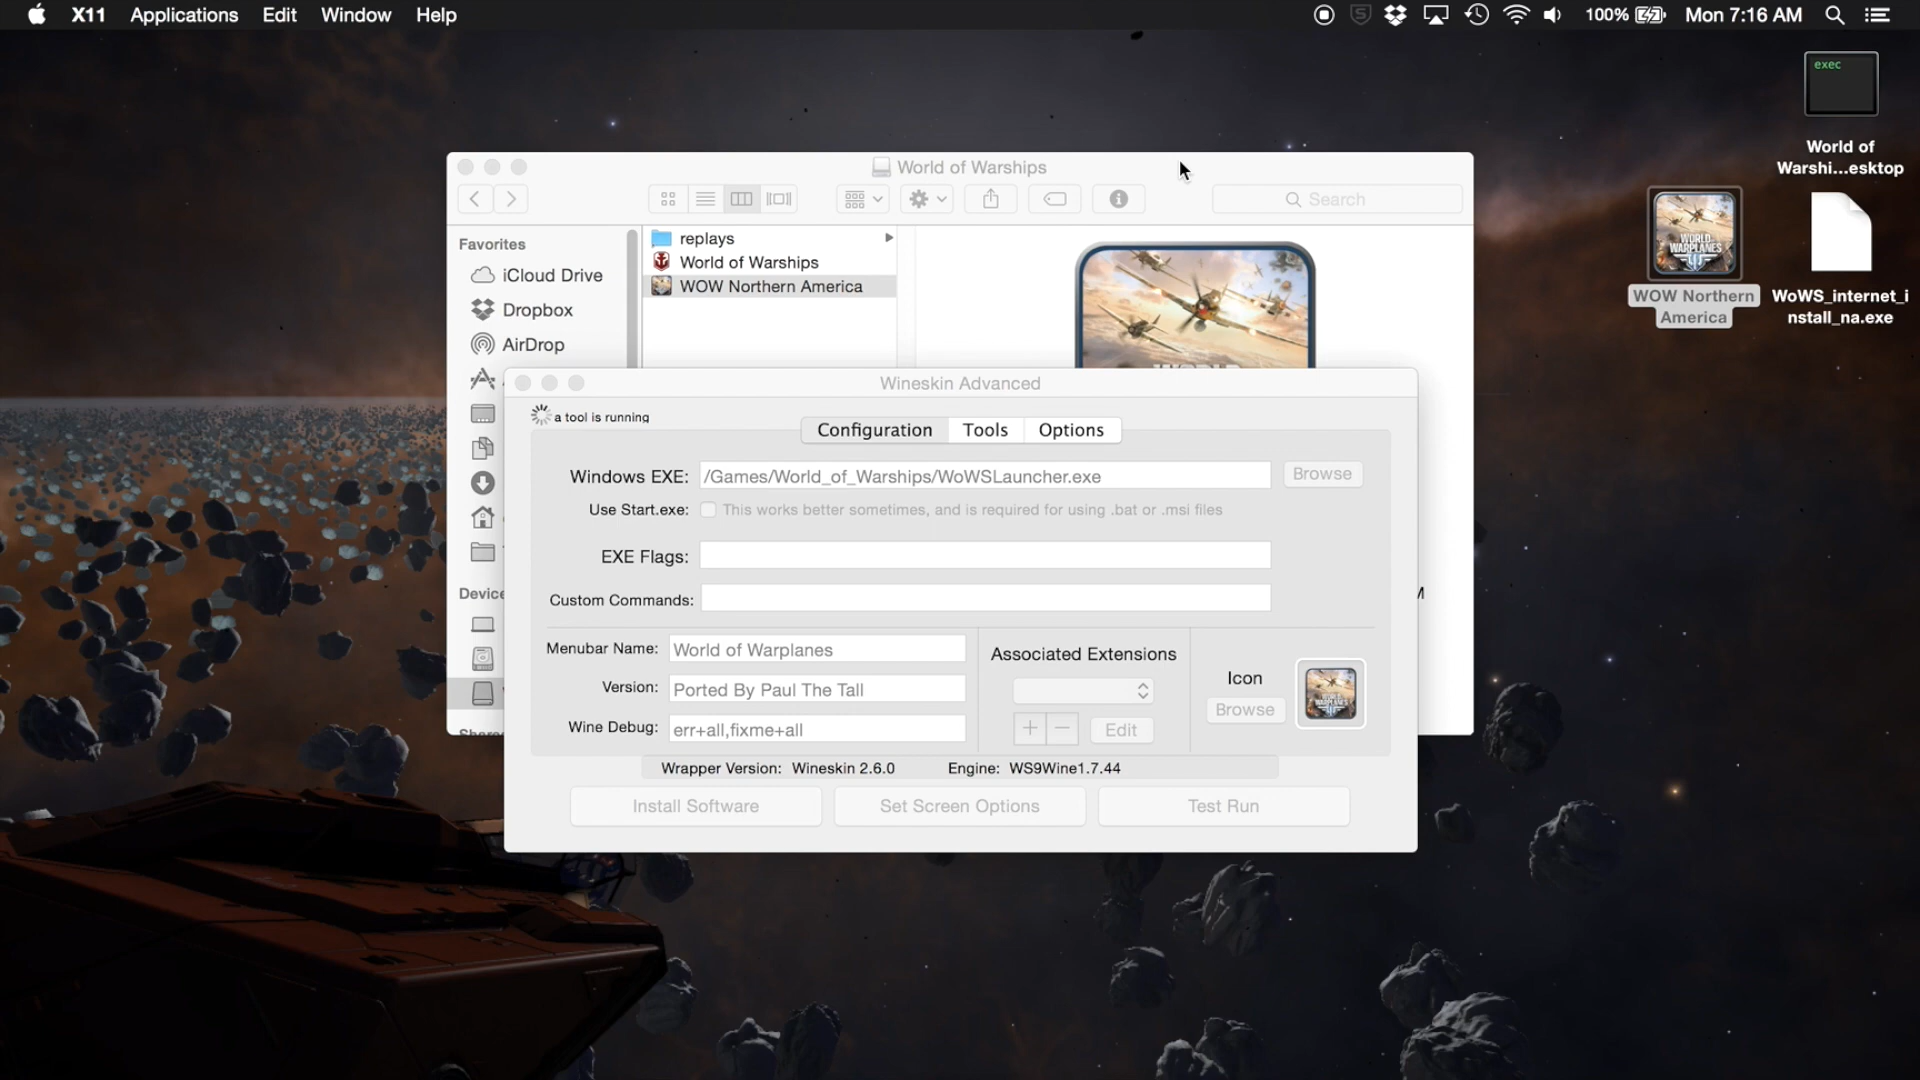 X11 Applications Edit Window Help
100% Mon 7:16 AM
exec
World of
Warshi...esktop
WOW Northern
America
WoWS_internet_i
nstall_na.exe
World of Warships
Search
Favorites
iCloud Drive
Dropbox
AirDrop
Device
replays
World of Warships
WOW Northern America
WORLD of
WARPLANES
Wineskin Advanced
a tool is running
Configuration Tools Options
Windows EXE: /Games/World_of_Warships/WoWSLauncher.exe Browse
Use Start.exe: This works better sometimes, and is required for using .bat or .msi files
EXE Flags:
Custom Commands:
Menubar Name: World of Warplanes
Version: Ported By Paul The Tall
Wine Debug: err+all,fixme+all
Associated Extensions
+ − Edit
Icon
Browse
Wrapper Version: Wineskin 2.6.0 Engine: WS9Wine1.7.44
Install Software Set Screen Options Test Run